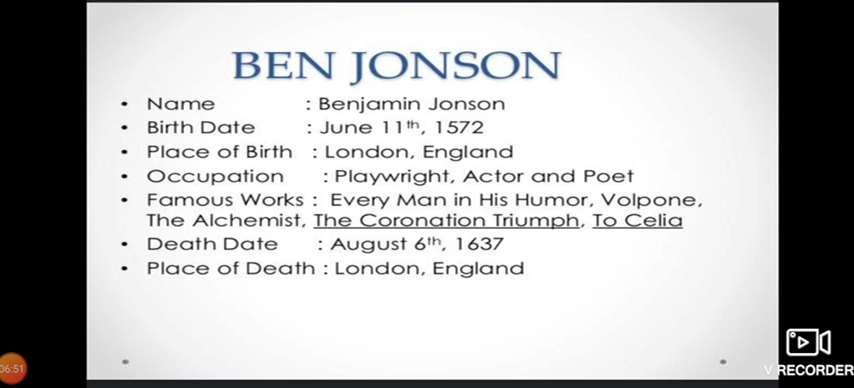 BEN JONSON
• Name : Benjamin Jonson
• Birth Date : June 11th, 1572
• Place of Birth : London, England
• Occupation : Playwright, Actor and Poet
• Famous Works : Every Man in His Humor, Volpone,
The Alchemist, The Coronation Triumph, To Celia
• Death Date : August 6th, 1637
• Place of Death : London, England
06:51
V RECORDER